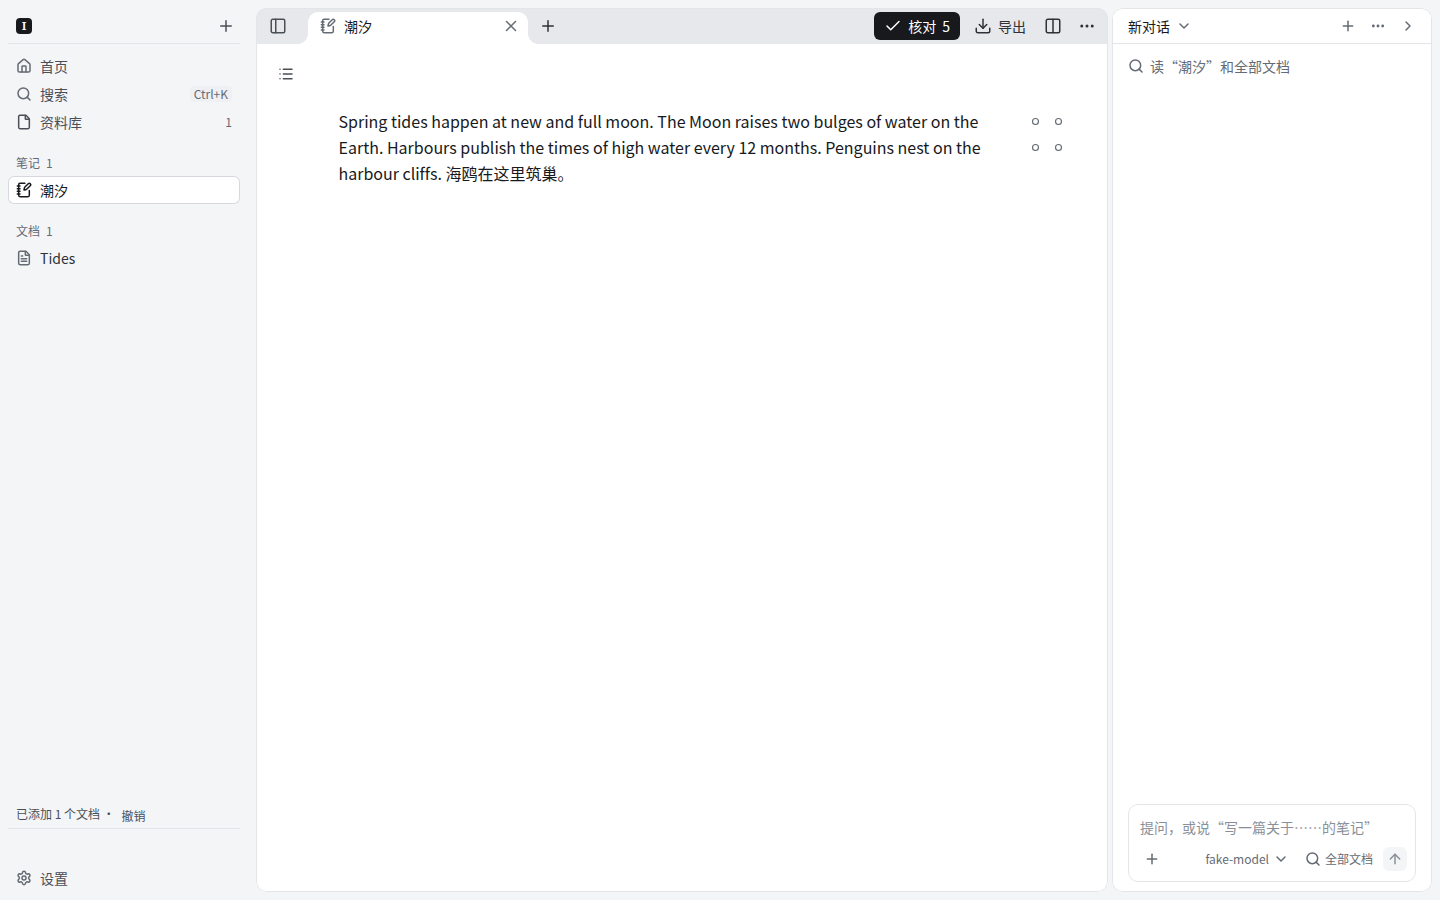 I
首页
搜索 Ctrl+K
资料库 1
笔记 1
潮汐
文档 1
Tides
已添加 1 个文档 · 撤销
设置
潮汐
核对 5
导出
Spring tides happen at new and full moon. The Moon raises two bulges of water on the
Earth. Harbours publish the times of high water every 12 months. Penguins nest on the
harbour cliffs. 海鸥在这里筑巢。
新对话
读“潮汐”和全部文档
提问，或说“写一篇关于……的笔记”
fake-model 全部文档